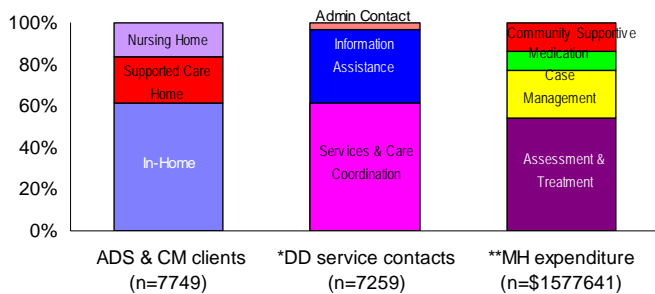 Admin Contact
100%
80%
60%
40%
20%
0%
Nursing Home
Supported Care
Home
In-Home
Information
Assistance
Services & Care
Coordination
Community Supportive
Medication
Case
Management
Assessment &
Treatment
ADS & CM clients
(n=7749)
*DD service contacts
(n=7259)
**MH expenditure
(n=$1577641)